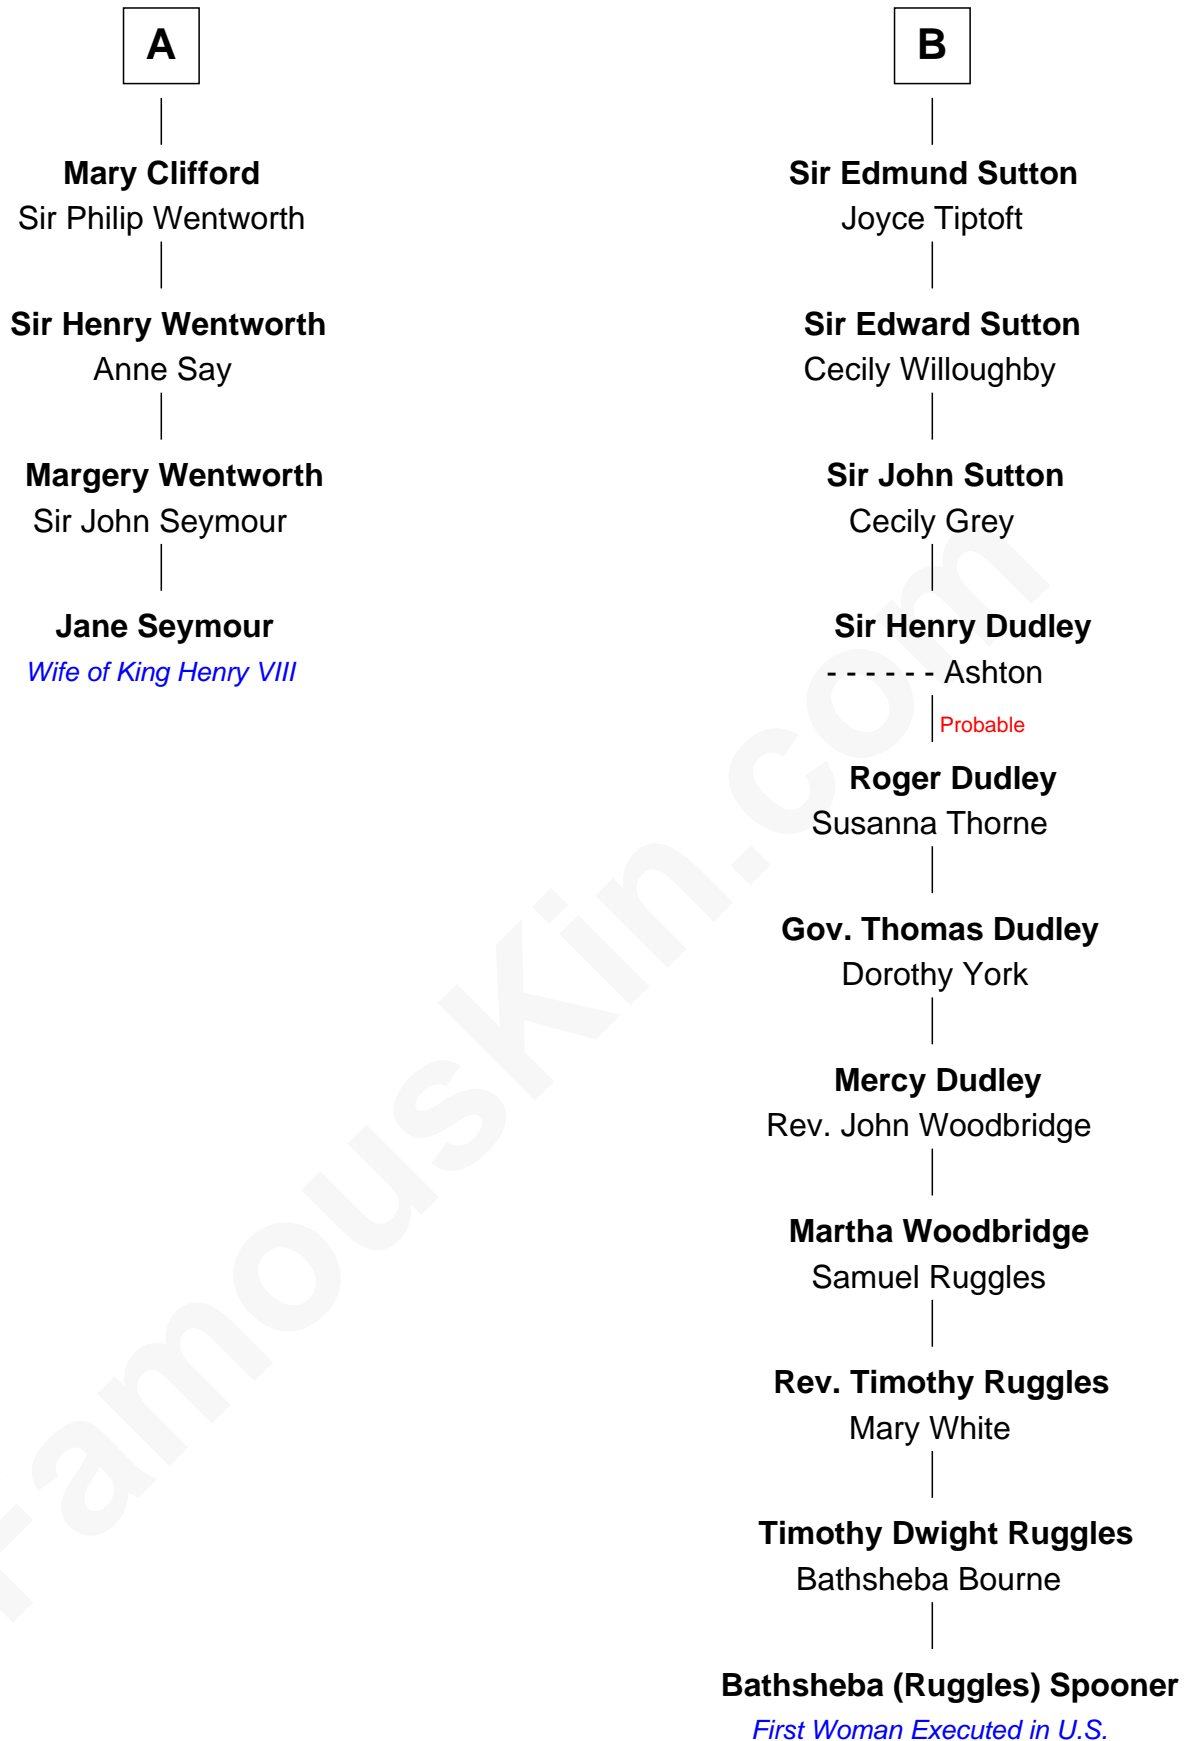 A
Mary Clifford
Sir Philip Wentworth
Sir Henry Wentworth
Anne Say
Margery Wentworth
Sir John Seymour
Jane Seymour
Wife of King Henry VIII
B
Sir Edmund Sutton
Joyce Tiptoft
Sir Edward Sutton
Cecily Willoughby
Sir John Sutton
Cecily Grey
Sir Henry Dudley
- - - - - - Ashton
Probable
Roger Dudley
Susanna Thorne
Gov. Thomas Dudley
Dorothy York
Mercy Dudley
Rev. John Woodbridge
Martha Woodbridge
Samuel Ruggles
Rev. Timothy Ruggles
Mary White
Timothy Dwight Ruggles
Bathsheba Bourne
Bathsheba (Ruggles) Spooner
First Woman Executed in U.S.
FamousKin.com